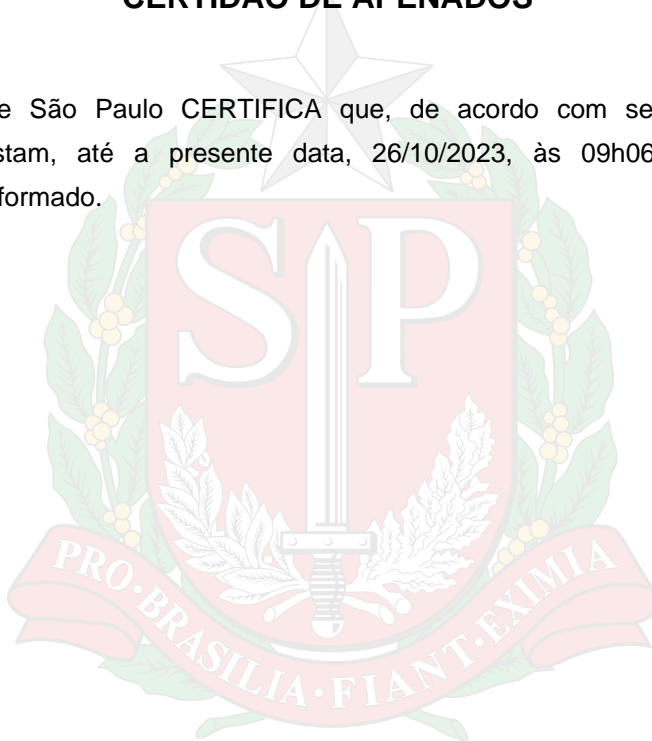 CERTIDÃO DE APENADOS
e São Paulo CERTIFICA que, de acordo com se
stam, até a presente data, 26/10/2023, às 09h06
formado.
SP
PRO·BRASILIA·FIANT·EXIMIA